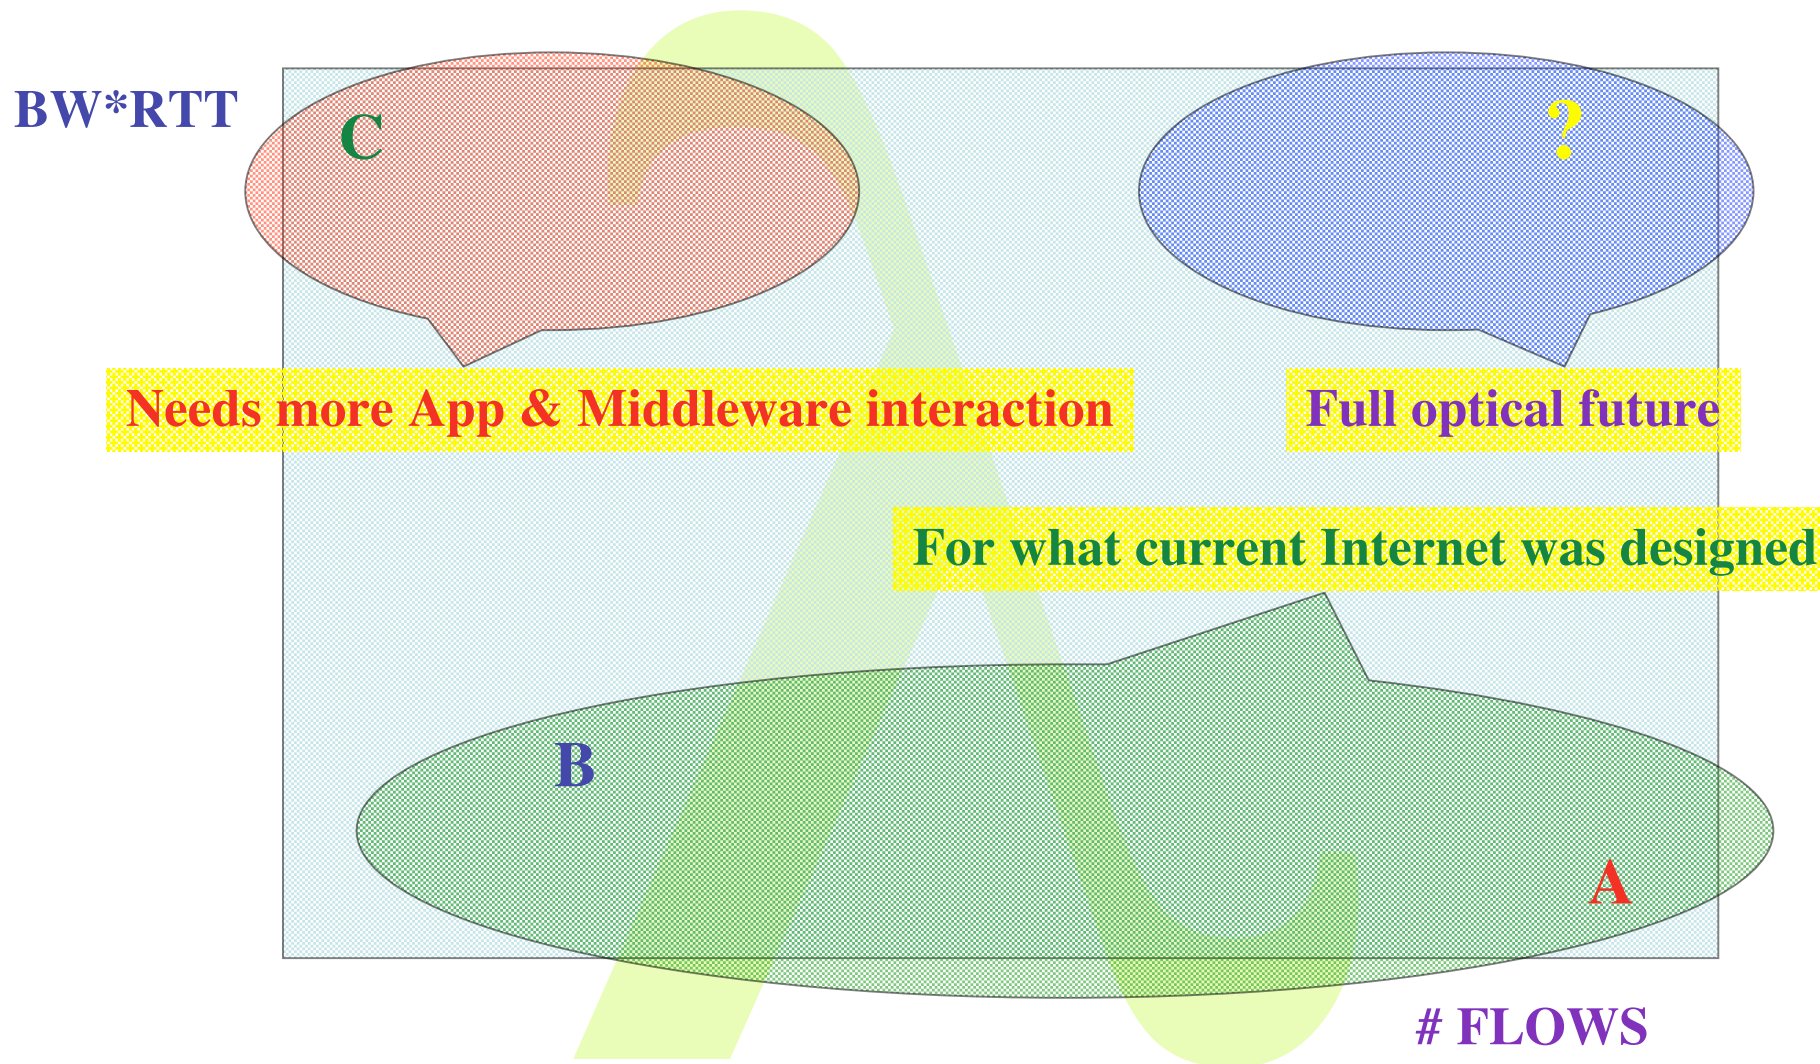 BW*RTT
C
?
Needs more App & Middleware interaction
Full optical future
For what current Internet was designed
B
A
# FLOWS